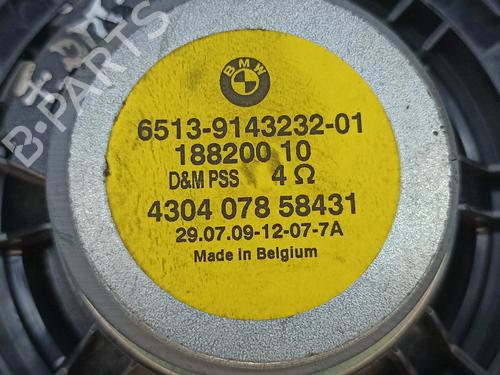 BMW
6513-9143232-01
188200 10
D&M PSS 4 Ω
4304 078 58431
29.07.09-12-07-7A
Made in Belgium
B-PARTS